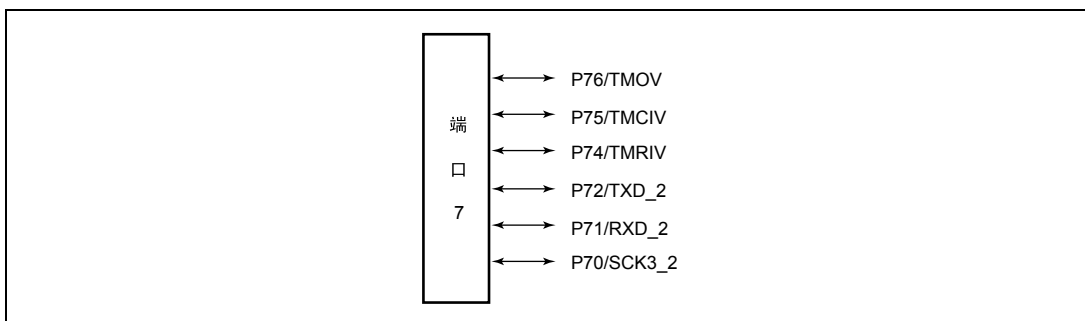 端
口
7
P76/TMOV
P75/TMCIV
P74/TMRIV
P72/TXD_2
P71/RXD_2
P70/SCK3_2